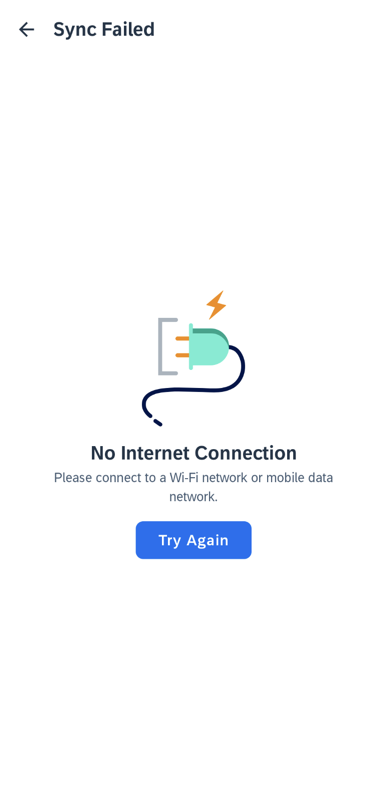 Sync Failed
No Internet Connection
Please connect to a Wi-Fi network or mobile data
network.
Try Again